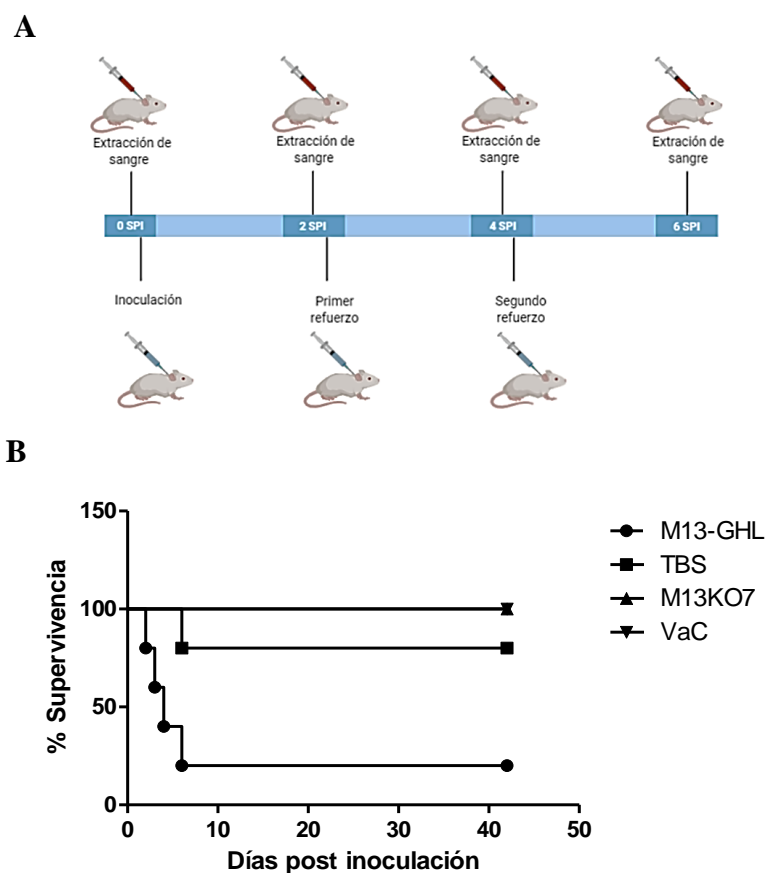 A
Extracción de
sangre
Extracción de
sangre
Extracción de
sangre
Extración de
sangre
0 SPI
2 SPI
4 SPI
6 SPI
Inoculación
Primer
refuerzo
Segundo
refuerzo
B
150
100
50
0
% Supervivencia
0
10
20
30
40
50
Días post inoculación
M13-GHL
TBS
M13KO7
VaC